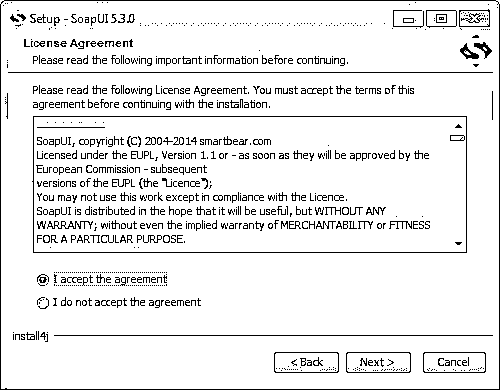 Setup - SoapUI 5.3.0
License Agreement
Please read the following important information before continuing.
Please read the following License Agreement. You must accept the terms of this
agreement before continuing with the installation.
SoapUI, copyright (C) 2004-2014 smartbear.com
Licensed under the EUPL, Version 1.1 or - as soon as they will be approved by the
European Commission - subsequent
versions of the EUPL (the "Licence");
You may not use this work except in compliance with the Licence.
SoapUI is distributed in the hope that it will be useful, but WITHOUT ANY
WARRANTY; without even the implied warranty of MERCHANTABILITY or FITNESS
FOR A PARTICULAR PURPOSE.
I accept the agreement
I do not accept the agreement
install4j
< Back Next > Cancel